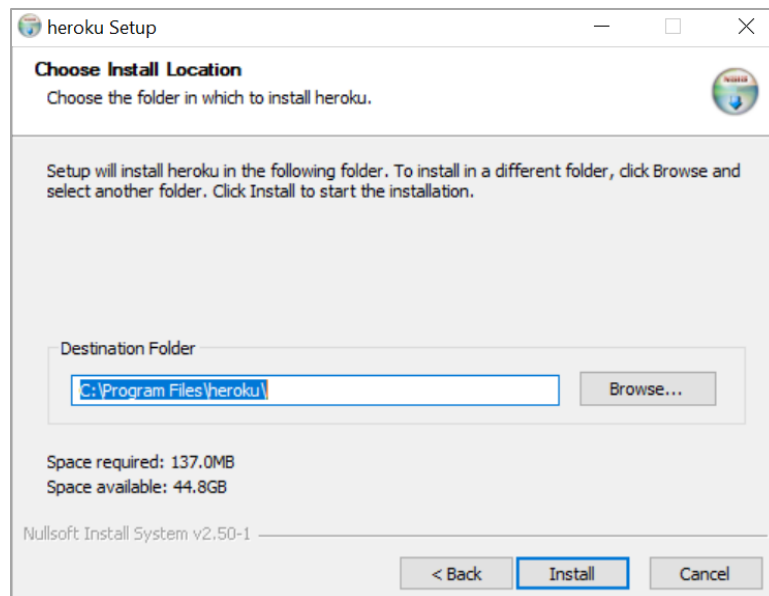 heroku Setup
Choose Install Location
Choose the folder in which to install heroku.
Setup will install heroku in the following folder. To install in a different folder, click Browse and
select another folder. Click Install to start the installation.
Destination Folder
C:\Program Files\heroku\
Browse...
Space required: 137.0MB
Space available: 44.8GB
Nullsoft Install System v2.50-1
< Back
Install
Cancel